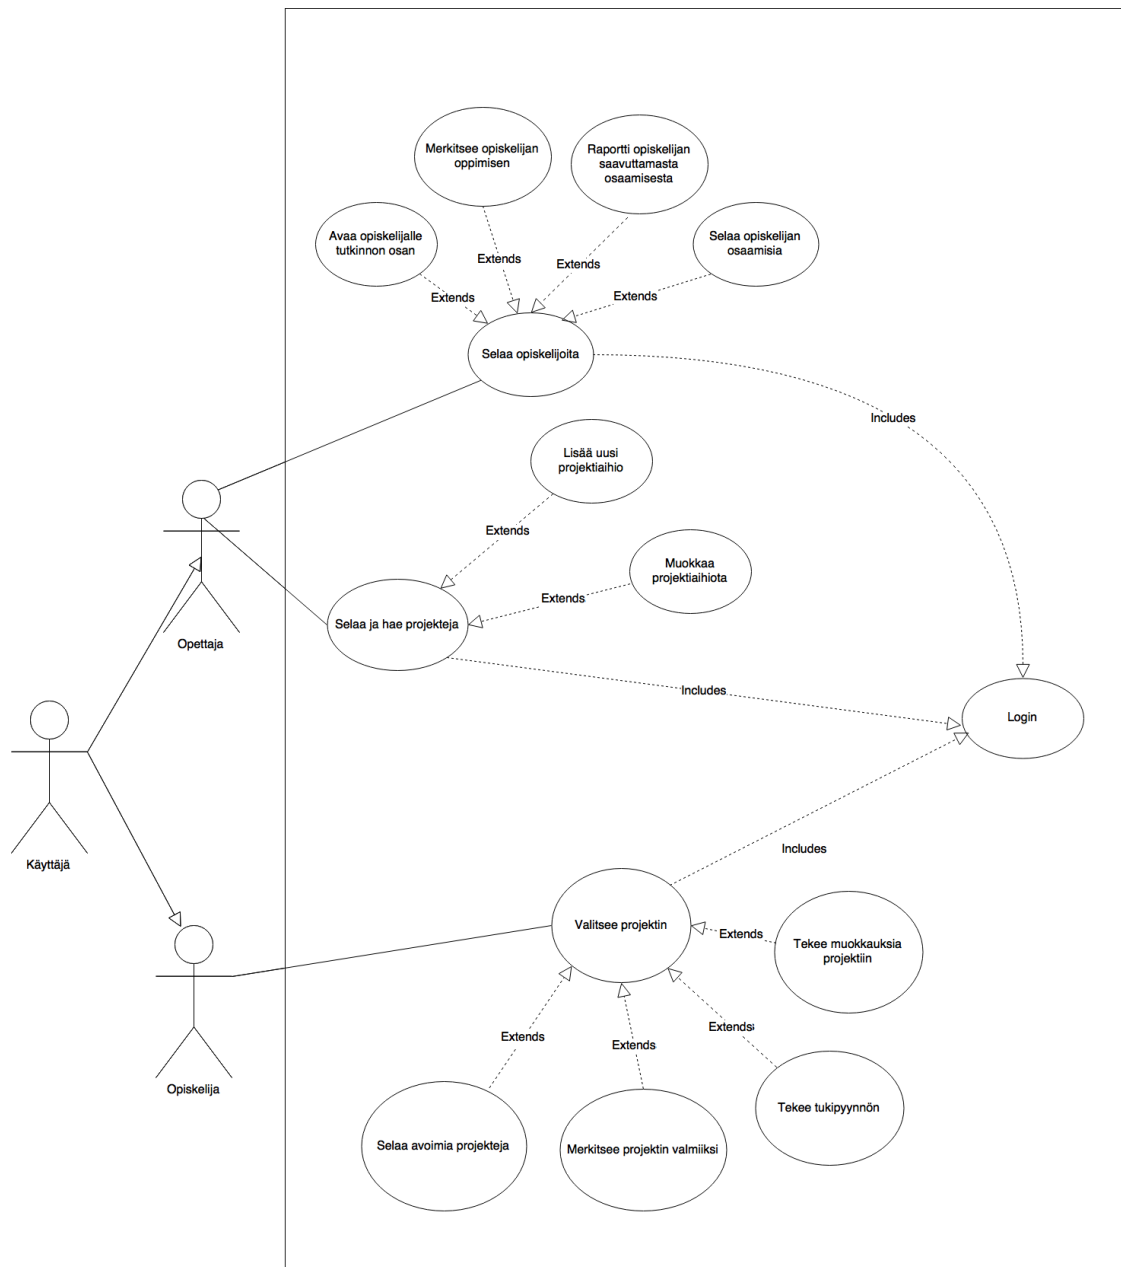 Merkitsee opiskelijan
oppimisen
Raportti opiskelijan
saavuttamasta
osaamisesta
Avaa opiskelijalle
tutkinnon osan
Selaa opiskelijan
osaamisia
Extends
Extends
Extends
Extends
Selaa opiskelijoita
Includes
Lisää uusi
projektiaihio
Extends
Muokkaa
projektiaihiota
Extends
Selaa ja hae projekteja
Opettaja
Includes
Login
Käyttäjä
Includes
Valitsee projektin
Extends
Tekee muokkauksia
projektiin
Extends
Extends
Extends
Opiskelija
Tekee tukipyynnön
Selaa avoimia projekteja
Merkitsee projektin valmiiksi